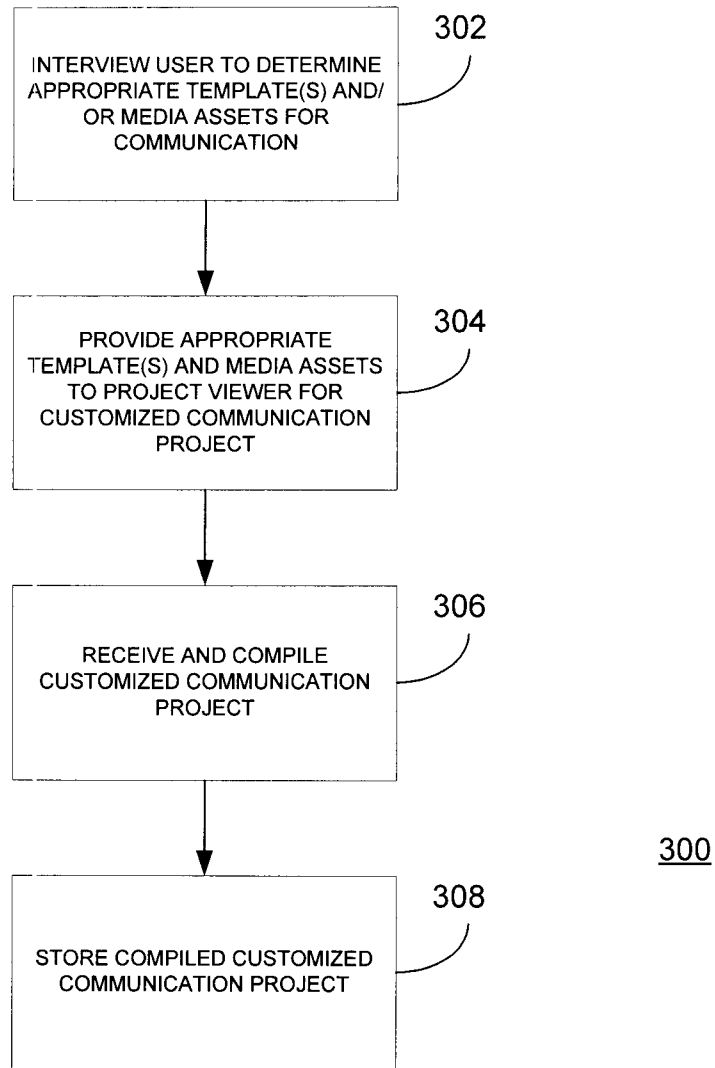 302
INTERVIEW USER TO DETERMINE
APPROPRIATE TEMPLATE(S) AND/
OR MEDIA ASSETS FOR
COMMUNICATION
304
PROVIDE APPROPRIATE
TEMPLATE(S) AND MEDIA ASSETS
TO PROJECT VIEWER FOR
CUSTOMIZED COMMUNICATION
PROJECT
306
RECEIVE AND COMPILE
CUSTOMIZED COMMUNICATION
PROJECT
300
308
STORE COMPILED CUSTOMIZED
COMMUNICATION PROJECT